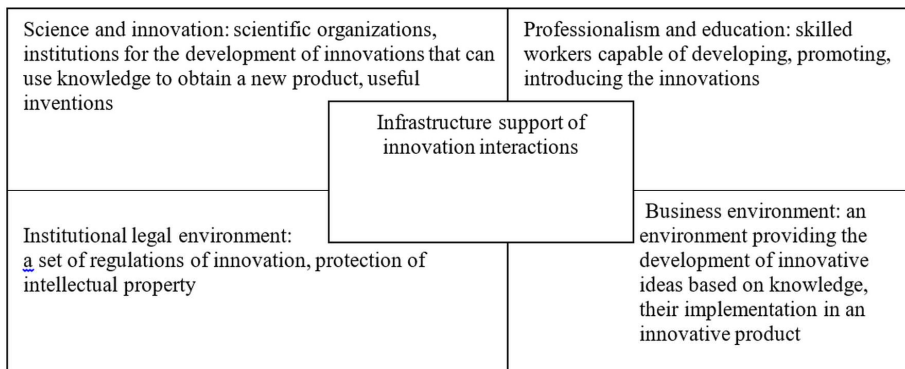 Science and innovation: scientific organizations,
institutions for the development of innovations that can
use knowledge to obtain a new product, useful
inventions
Professionalism and education: skilled
workers capable of developing, promoting,
introducing the innovations
Infrastructure support of
innovation interactions
Institutional legal environment:
a set of regulations of innovation, protection of
intellectual property
Business environment: an
environment providing the
development of innovative
ideas based on knowledge,
their implementation in an
innovative product